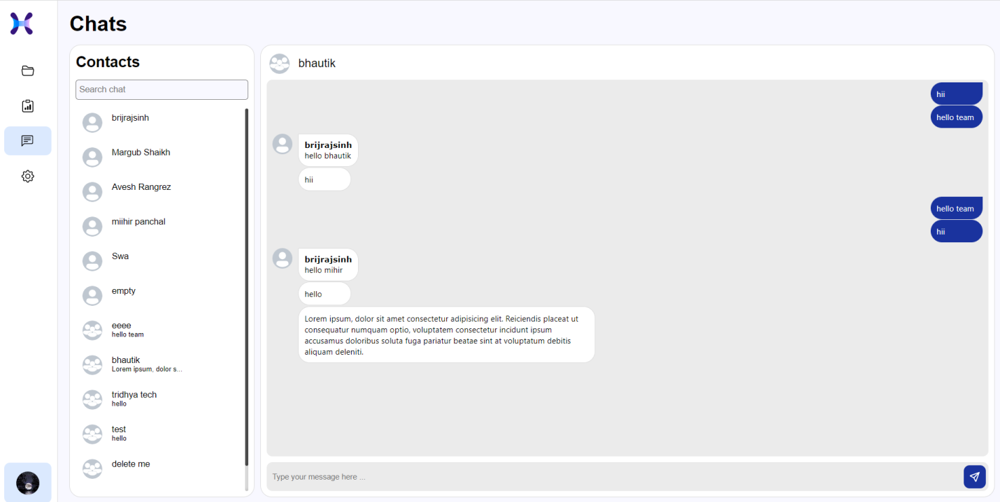 Chats
Contacts
Search chat
brijrajsinh
Margub Shaikh
Avesh Rangrez
miihir panchal
Swa
empty
eeee
hello team
bhautik
Lorem ipsum, dolor s...
tridhya tech
hello
test
hello
delete me
bhautik
hii
hello team
brijrajsinh
hello bhautik
hii
hello team
hii
brijrajsinh
hello mihir
hello
Lorem ipsum, dolor sit amet consectetur adipisicing elit. Reiciendis placeat ut
consequatur numquam optio, voluptatem consectetur incidunt ipsum
accusamus doloribus soluta fuga pariatur beatae sint at voluptatum debitis
aliquam deleniti.
Type your message here ...